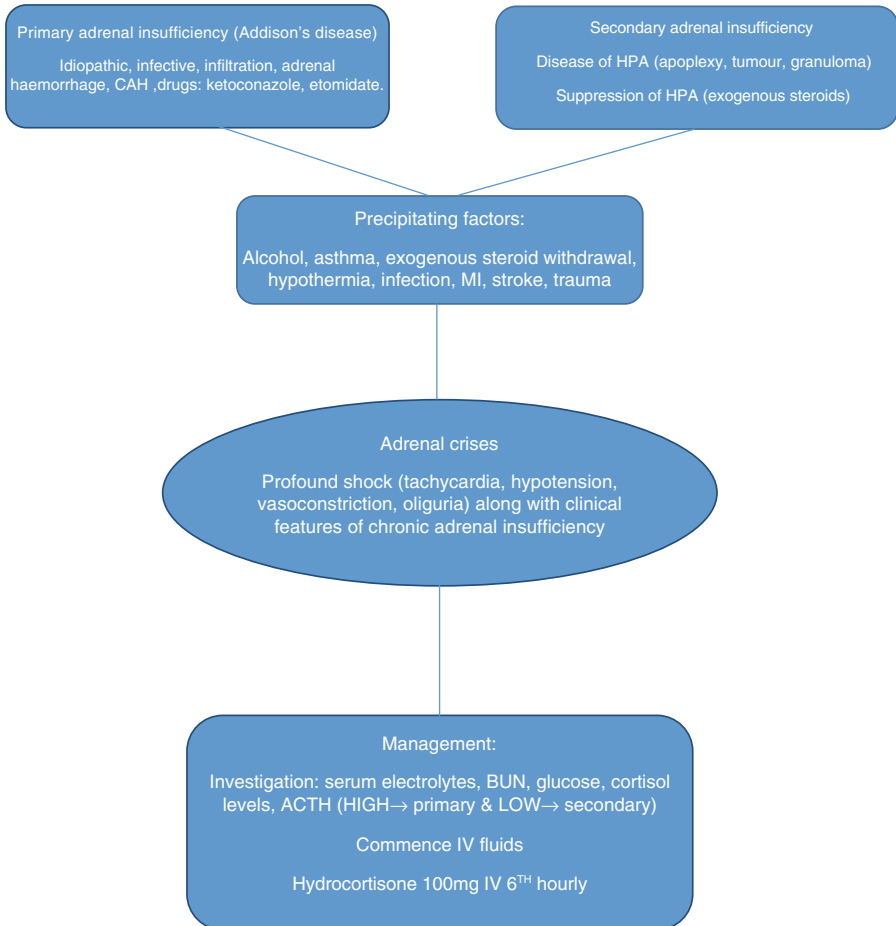 Primary adrenal insufficiency (Addison's disease)
Idiopathic, infective, infiltration, adrenal
haemorrhage, CAH ,drugs: ketoconazole, etomidate.
Secondary adrenal insufficiency
Disease of HPA (apoplexy, tumour, granuloma)
Suppression of HPA (exogenous steroids)
Precipitating factors:
Alcohol, asthma, exogenous steroid withdrawal,
hypothermia, infection, MI, stroke, trauma
Adrenal crises
Profound shock (tachycardia, hypotension,
vasoconstriction, oliguria) along with clinical
features of chronic adrenal insufficiency
Management:
Investigation: serum electrolytes, BUN, glucose, cortisol
levels, ACTH (HIGH→ primary & LOW→ secondary)
Commence IV fluids
Hydrocortisone 100mg IV 6TH hourly